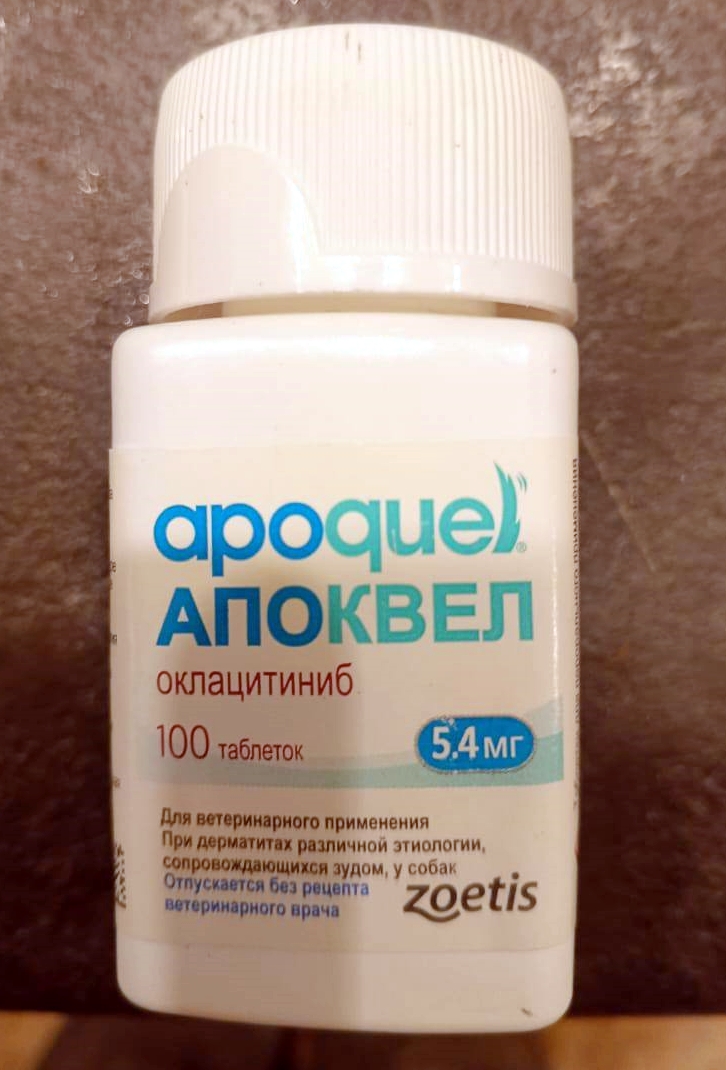 apoquel®
АПОКВЕЛ
оклацитиниб
100 таблеток
5.4 мг
Для ветеринарного применения
При дерматитах различной этиологии,
сопровождающихся зудом, у собак
Отпускается без рецепта
ветеринарного врача
zoetis